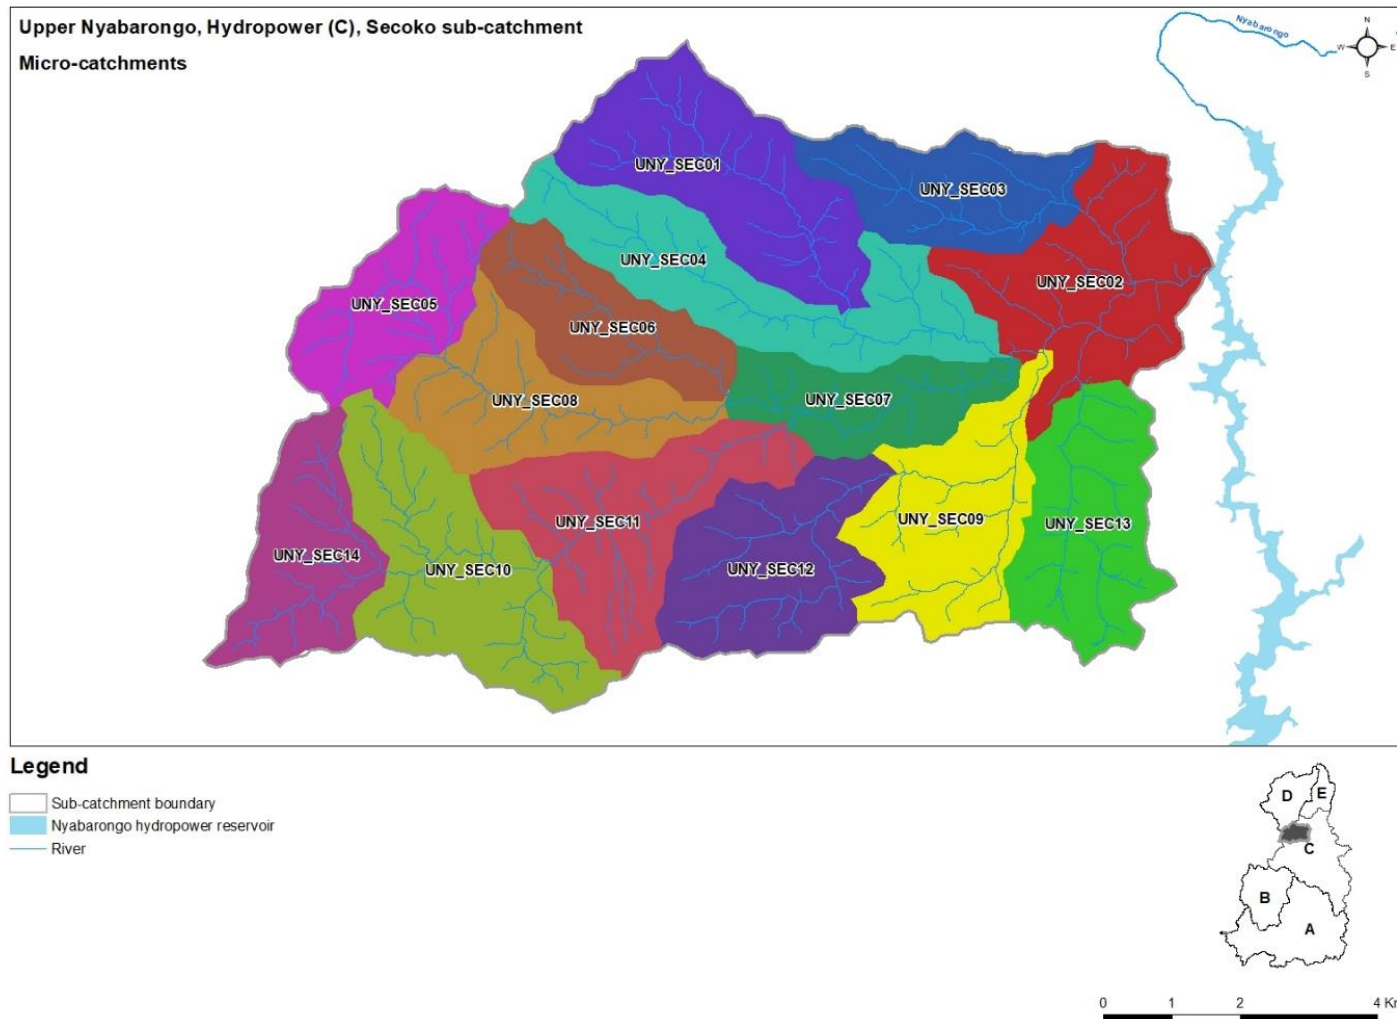 Upper Nyabarongo, Hydropower (C), Secoko sub-catchment
Micro-catchments
Nyabarongo
N
W
E
S
UNY_SEC01
UNY_SEC03
UNY_SEC04
UNY_SEC02
UNY_SEC05
UNY_SEC06
UNY_SEC08
UNY_SEC07
UNY_SEC11
UNY_SEC09
UNY_SEC13
UNY_SEC14
UNY_SEC10
UNY_SEC12
Legend
Sub-catchment boundary
Nyabarongo hydropower reservoir
River
D
E
C
B
A
0 1 2 4 Km